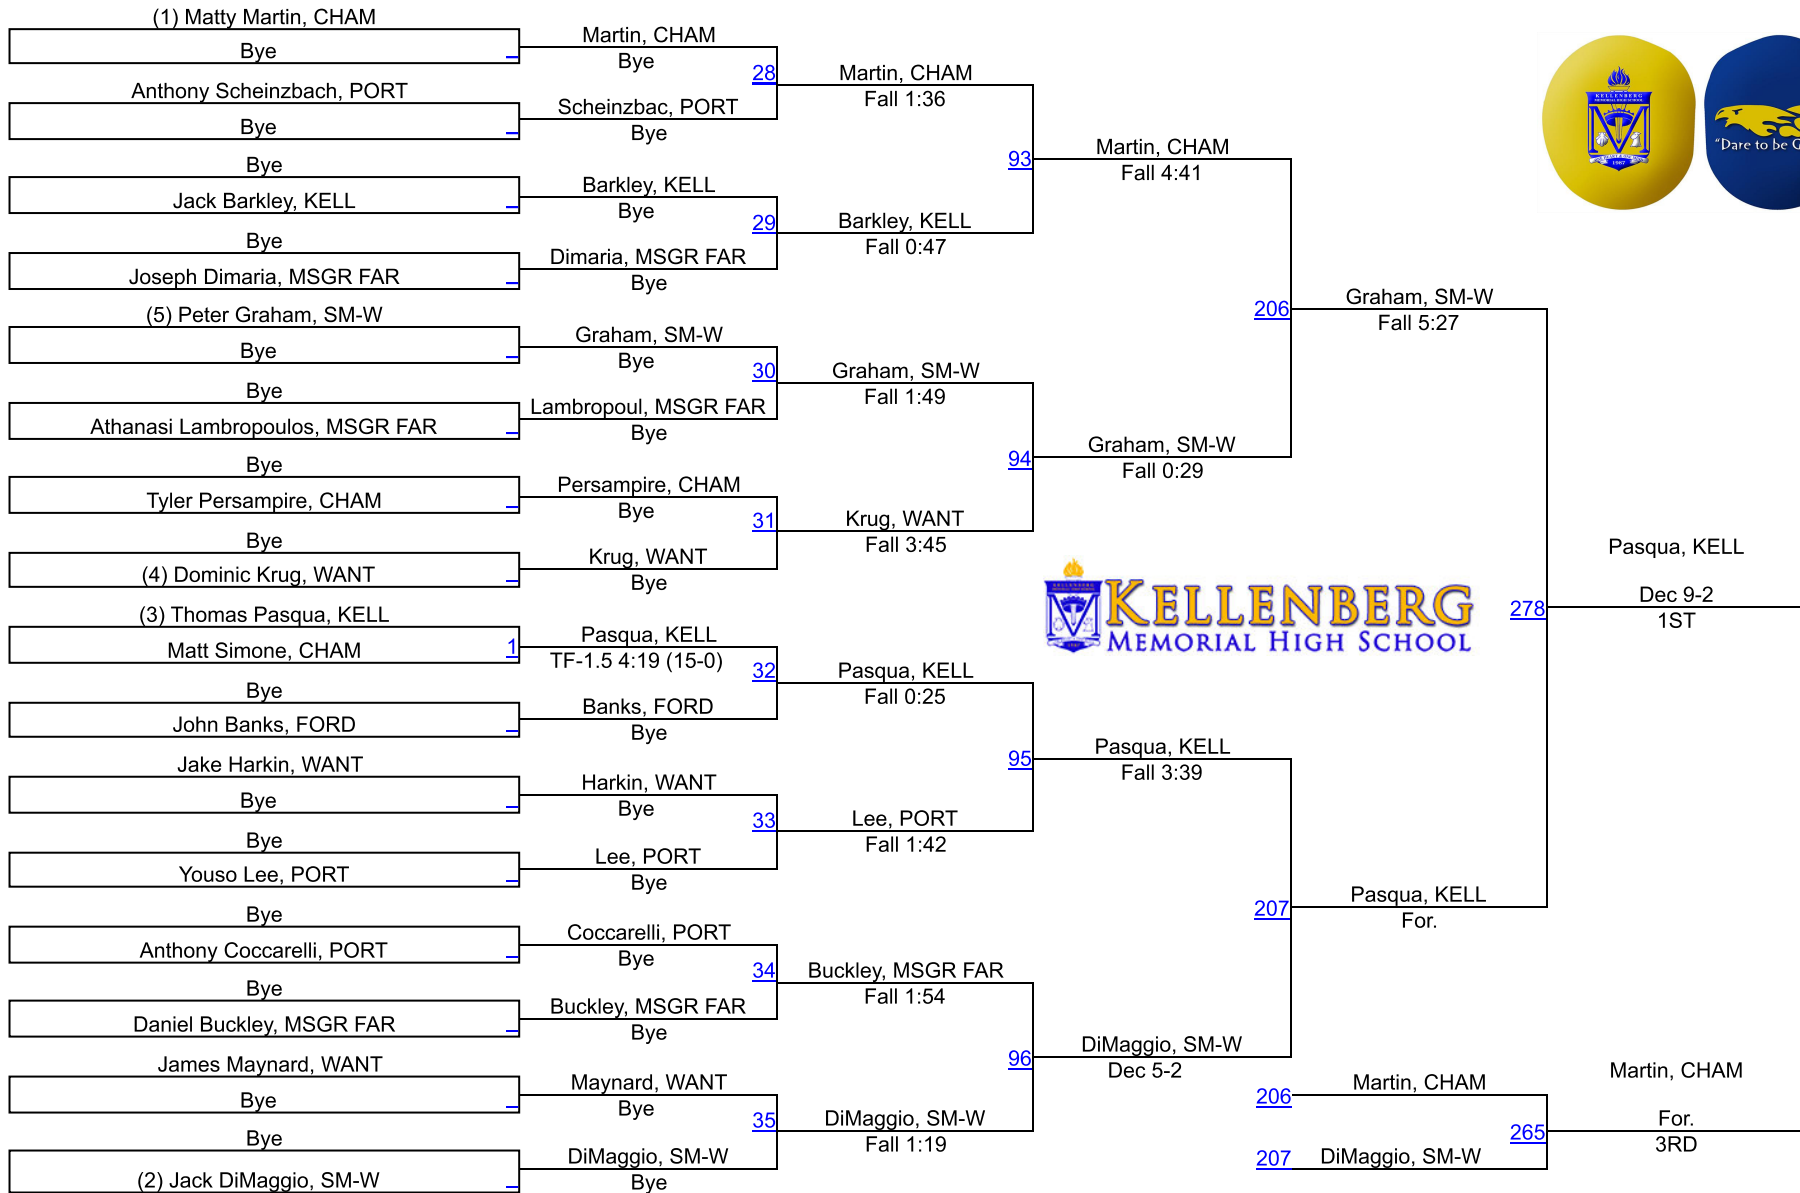 (1) Matty Martin, CHAM
Bye
Anthony Scheinzbach, PORT
Bye
Bye
Jack Barkley, KELL
Bye
Joseph Dimaria, MSGR FAR
(5) Peter Graham, SM-W
Bye
Bye
Athanasi Lambropoulos, MSGR FAR
Bye
Tyler Persampire, CHAM
Bye
(4) Dominic Krug, WANT
(3) Thomas Pasqua, KELL
Matt Simone, CHAM
1
Bye
John Banks, FORD
Jake Harkin, WANT
Bye
Bye
Youso Lee, PORT
Bye
Anthony Coccarelli, PORT
Bye
Daniel Buckley, MSGR FAR
James Maynard, WANT
Bye
Bye
(2) Jack DiMaggio, SM-W
Martin, CHAM
Bye
28
Scheinzbac, PORT
Bye
Barkley, KELL
Bye
29
Dimaria, MSGR FAR
Bye
Graham, SM-W
Bye
30
Lambropoul, MSGR FAR
Bye
Persampire, CHAM
Bye
31
Krug, WANT
Bye
Pasqua, KELL
TF-1.5 4:19 (15-0)
32
Banks, FORD
Bye
Harkin, WANT
Bye
33
Lee, PORT
Bye
Coccarelli, PORT
Bye
34
Buckley, MSGR FAR
Bye
Maynard, WANT
Bye
35
DiMaggio, SM-W
Bye
Martin, CHAM
Fall 1:36
93
Barkley, KELL
Fall 0:47
Graham, SM-W
Fall 1:49
94
Krug, WANT
Fall 3:45
Pasqua, KELL
Fall 0:25
95
Lee, PORT
Fall 1:42
Buckley, MSGR FAR
Fall 1:54
96
DiMaggio, SM-W
Fall 1:19
Martin, CHAM
Fall 4:41
206
Graham, SM-W
Fall 0:29
KELLENBERG
MEMORIAL HIGH SCHOOL
Pasqua, KELL
Fall 3:39
207
DiMaggio, SM-W
Dec 5-2
Graham, SM-W
Fall 5:27
278
Pasqua, KELL
For.
206
Martin, CHAM
265
207
DiMaggio, SM-W
KELLENBERG
MEMORIAL HIGH SCHOOL
1987
"Dare to be G
Pasqua, KELL
Dec 9-2
1ST
Martin, CHAM
For.
3RD